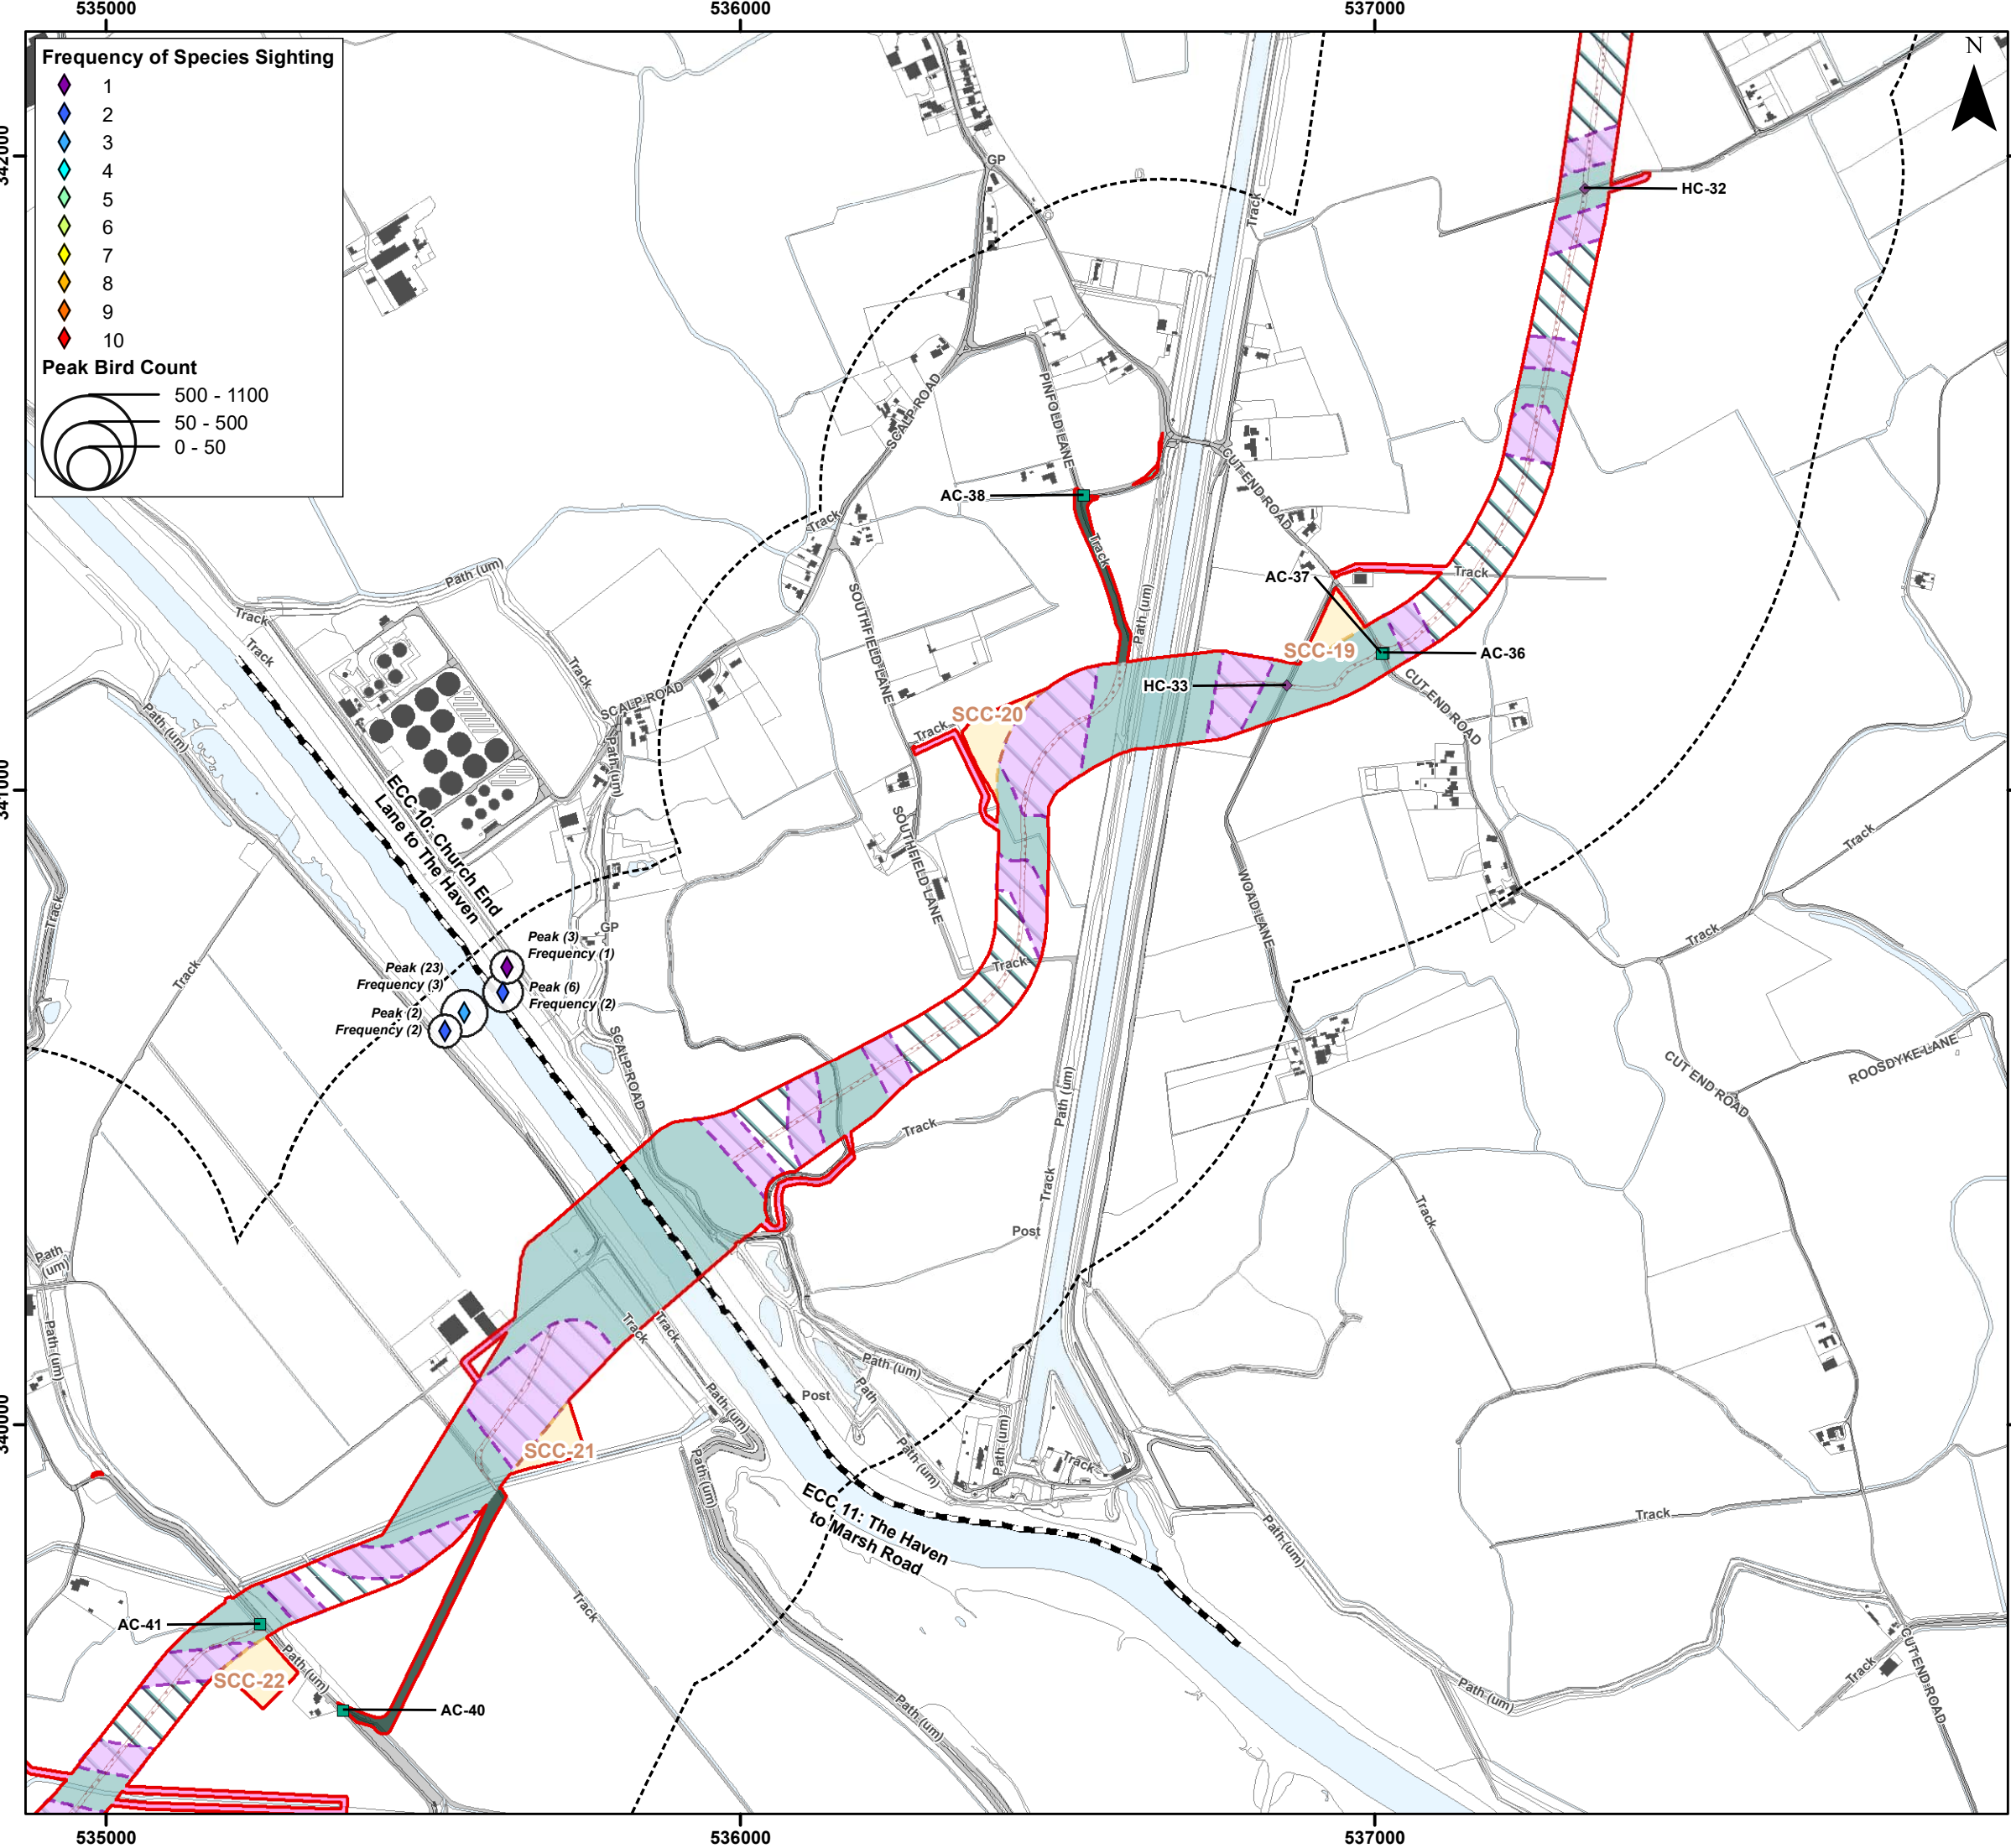 535000
536000
537000
Frequency of Species Sighting
1
2
3
4
5
6
7
8
9
10
Peak Bird Count
500 - 1100
50 - 500
0 - 50
N
342000
341000
340000
GP
Track
HC-32
SCALP ROAD
PINFOLD LANE
CUT END ROAD
AC-38
Track
Track
Path (um)
AC-37
Track
SCC-19
AC-36
HC-33
CUT END ROAD
SOUTHFIELD LANE
SCC-20
Track
SOUTHFIELD LANE
Path (um)
Track
Track
Track
SCALP ROAD
Path (um)
Path (um)
ECC 10: Church End
Lane to The Haven
Track
Track
WOAD LANE
Track
Track
GP
Peak (3)
Frequency (1)
Peak (23)
Frequency (3)
Peak (6)
Frequency (2)
Peak (2)
Frequency (2)
Track
SCALP ROAD
Track
Path (um)
CUT END ROAD
ROOSDYKE LANE
Track
Track
Track
Post
Path
(um)
Path (um)
Track
Track
Path (um)
Path (um)
Post
Path
Path (um)
Path (um)
Track
SCC-21
Path (um)
ECC 11: The Haven
to Marsh Road
Path (um)
Track
Track
AC-41
Path (um)
SCC-22
AC-40
Path (um)
Path (um)
Track
CUT END ROAD
535000
536000
537000